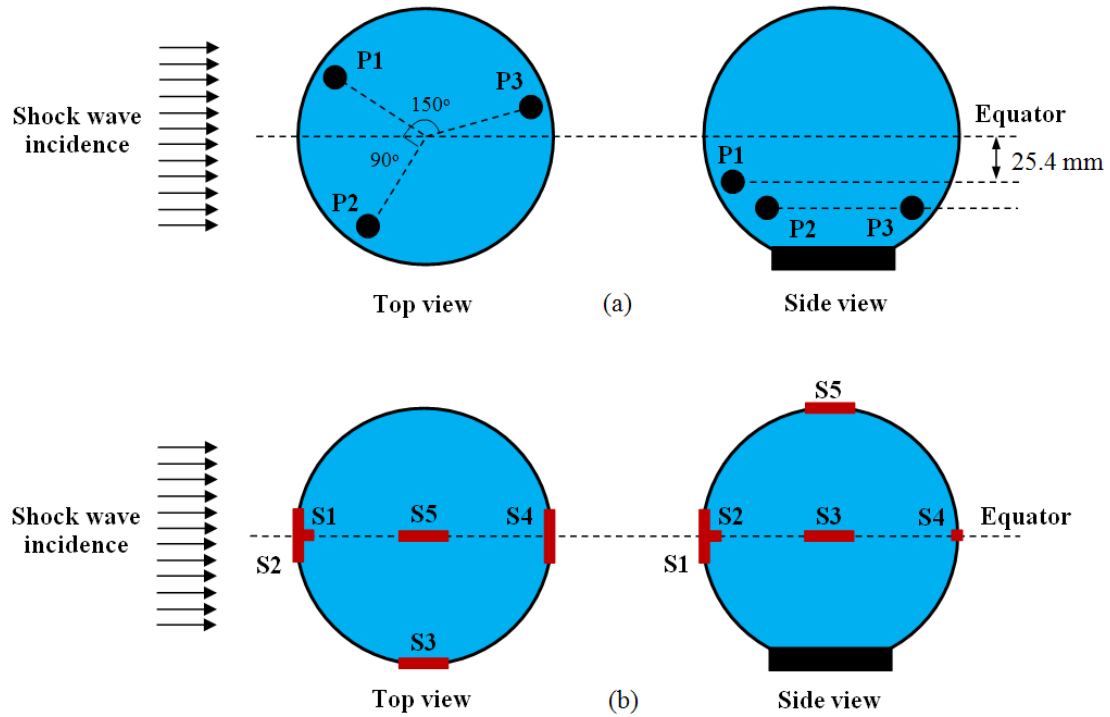 P1
P3
150°
Shock wave
incidence
90°
P2
Top view
Equator
P1
25.4 mm
P2
P3
Side view
(a)
S5
Shock wave
incidence
S1
S5
S4
S2
S3
Top view
S2
S3
S4
Equator
S1
Side view
(b)